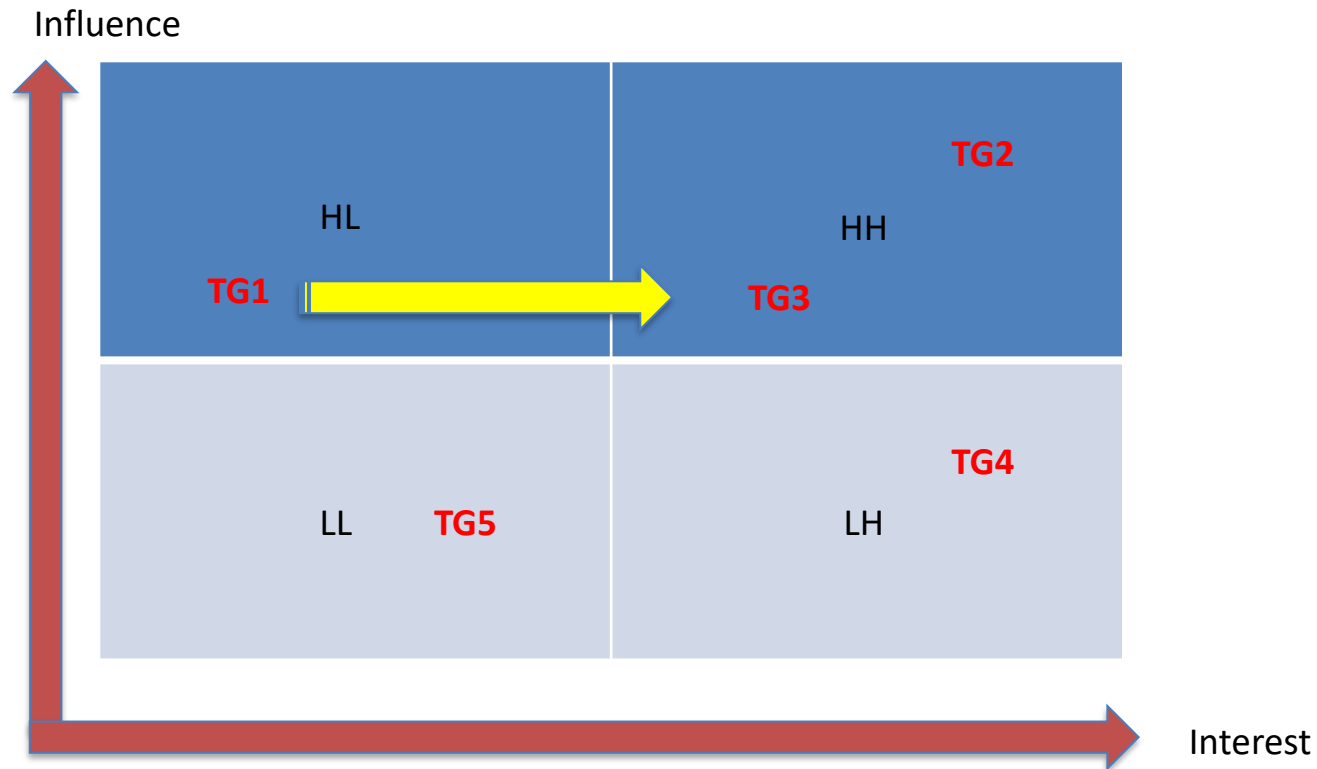 Influence
TG2
HL
HH
TG1
TG3
TG4
LL
TG5
LH
Interest